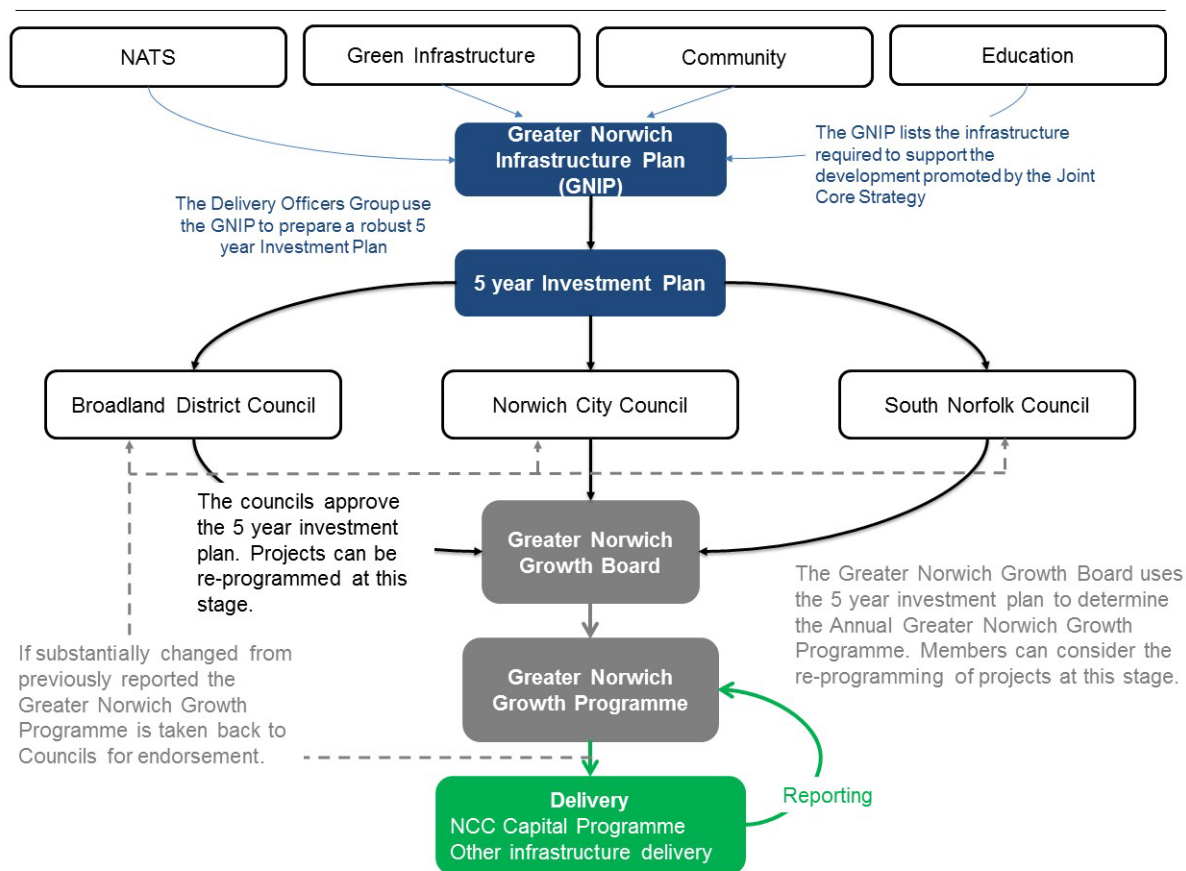 NATS
Green Infrastructure
Community
Education
Greater Norwich
Infrastructure Plan
(GNIP)
The GNIP lists the infrastructure
required to support the
development promoted by the Joint
Core Strategy
The Delivery Officers Group use
the GNIP to prepare a robust 5
year Investment Plan
5 year Investment Plan
Broadland District Council
Norwich City Council
South Norfolk Council
The councils approve
the 5 year investment
plan. Projects can be
re-programmed at this
stage.
Greater Norwich
Growth Board
The Greater Norwich Growth Board uses
the 5 year investment plan to determine
the Annual Greater Norwich Growth
Programme. Members can consider the
re-programming of projects at this stage.
If substantially changed from
previously reported the
Greater Norwich Growth
Programme is taken back to
Councils for endorsement.
Greater Norwich
Growth Programme
Reporting
Delivery
NCC Capital Programme
Other infrastructure delivery